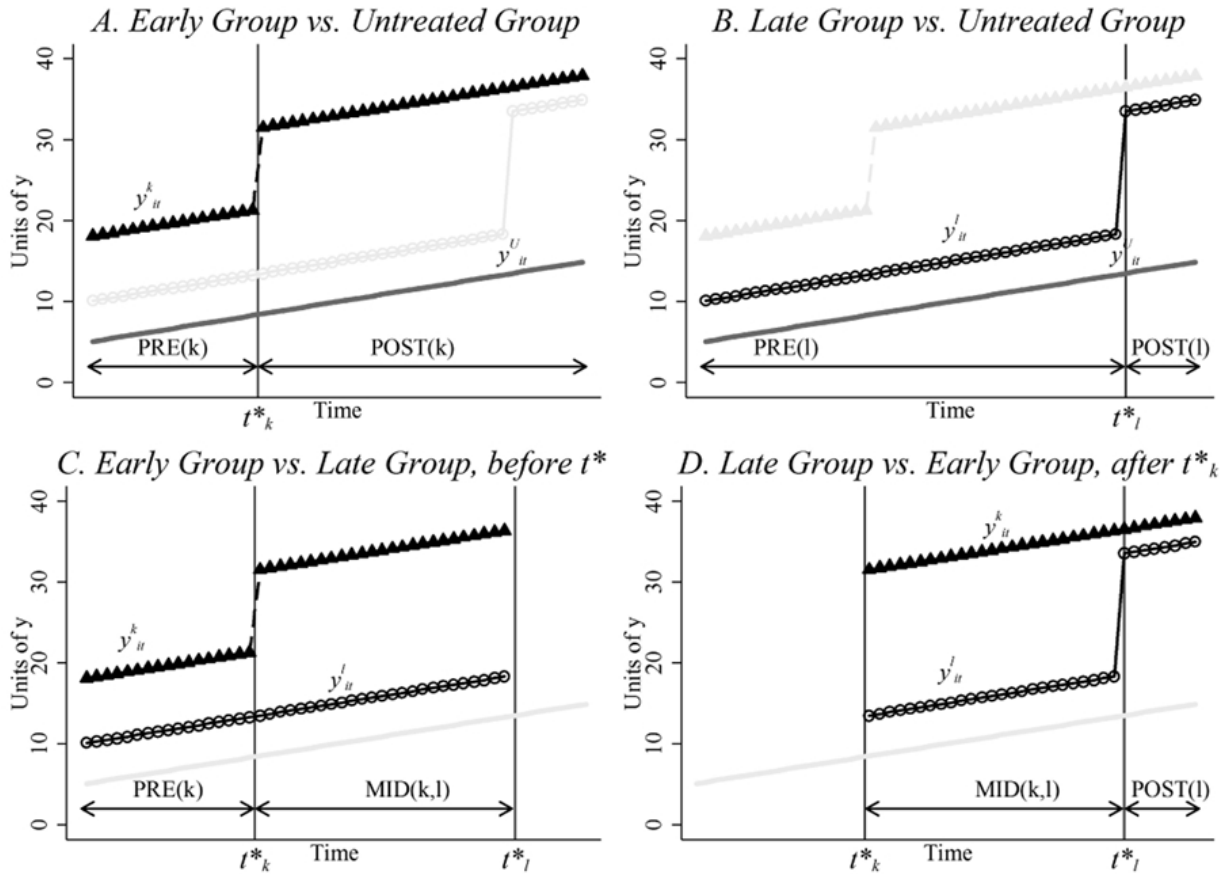 A. Early Group vs. Untreated Group
Units of y
40
30
20
10
0
y^k_it
y^U_it
PRE(k)
POST(k)
t*_k
Time
B. Late Group vs. Untreated Group
Units of y
40
30
20
10
0
y^l_it
y^U_it
PRE(l)
POST(l)
Time
t*_l
C. Early Group vs. Late Group, before t*
Units of y
40
30
20
10
0
y^k_it
y^l_it
PRE(k)
MID(k,l)
t*_k
Time
t*_l
D. Late Group vs. Early Group, after t*_k
Units of y
40
30
20
10
0
y^k_it
y^l_it
MID(k,l)
POST(l)
t*_k
Time
t*_l